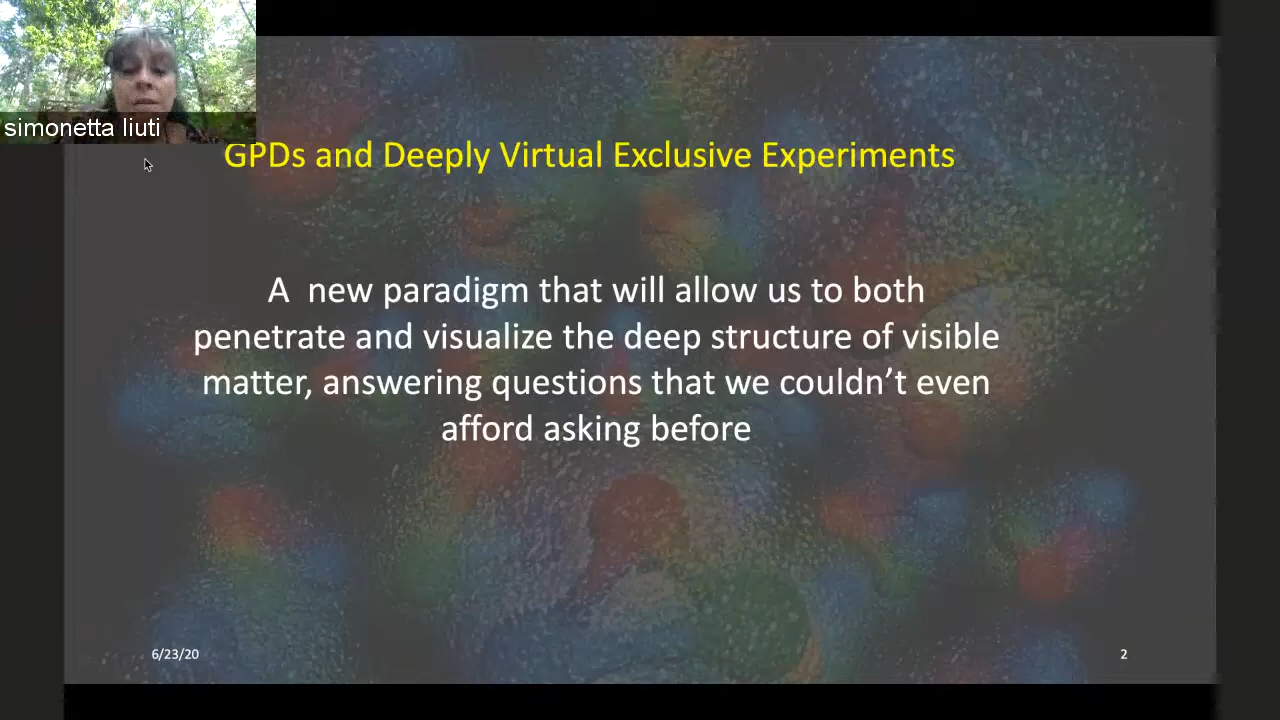 simonetta liuti
GPDs and Deeply Virtual Exclusive Experiments
A new paradigm that will allow us to both
penetrate and visualize the deep structure of visible
matter, answering questions that we couldn’t even
afford asking before
6/23/20
2